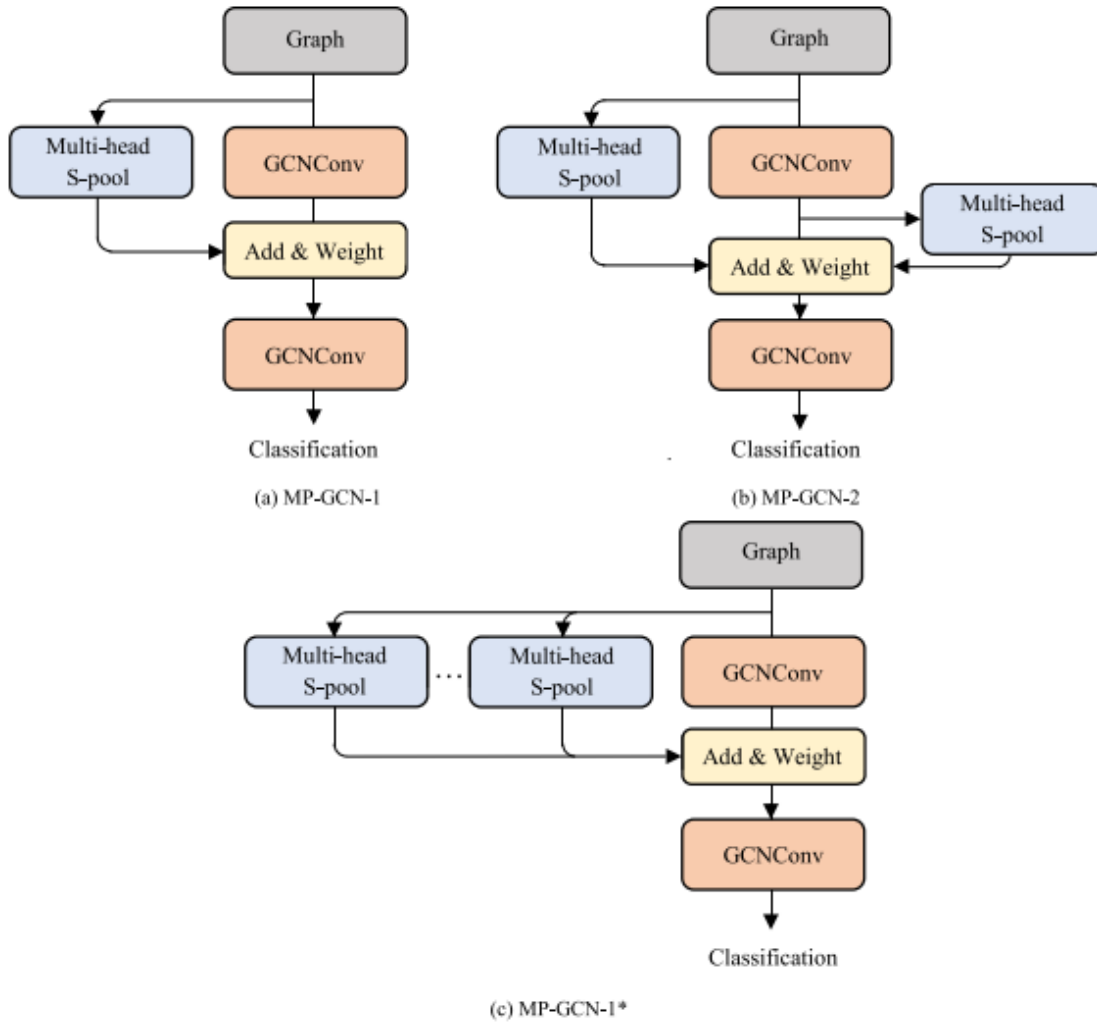 Graph
Multi-head
S-pool
GCNConv
Add & Weight
GCNConv
Classification
(a) MP-GCN-1
Graph
Multi-head
S-pool
GCNConv
Multi-head
S-pool
Add & Weight
GCNConv
Classification
(b) MP-GCN-2
Graph
Multi-head
S-pool
...
Multi-head
S-pool
GCNConv
Add & Weight
GCNConv
Classification
(c) MP-GCN-1*